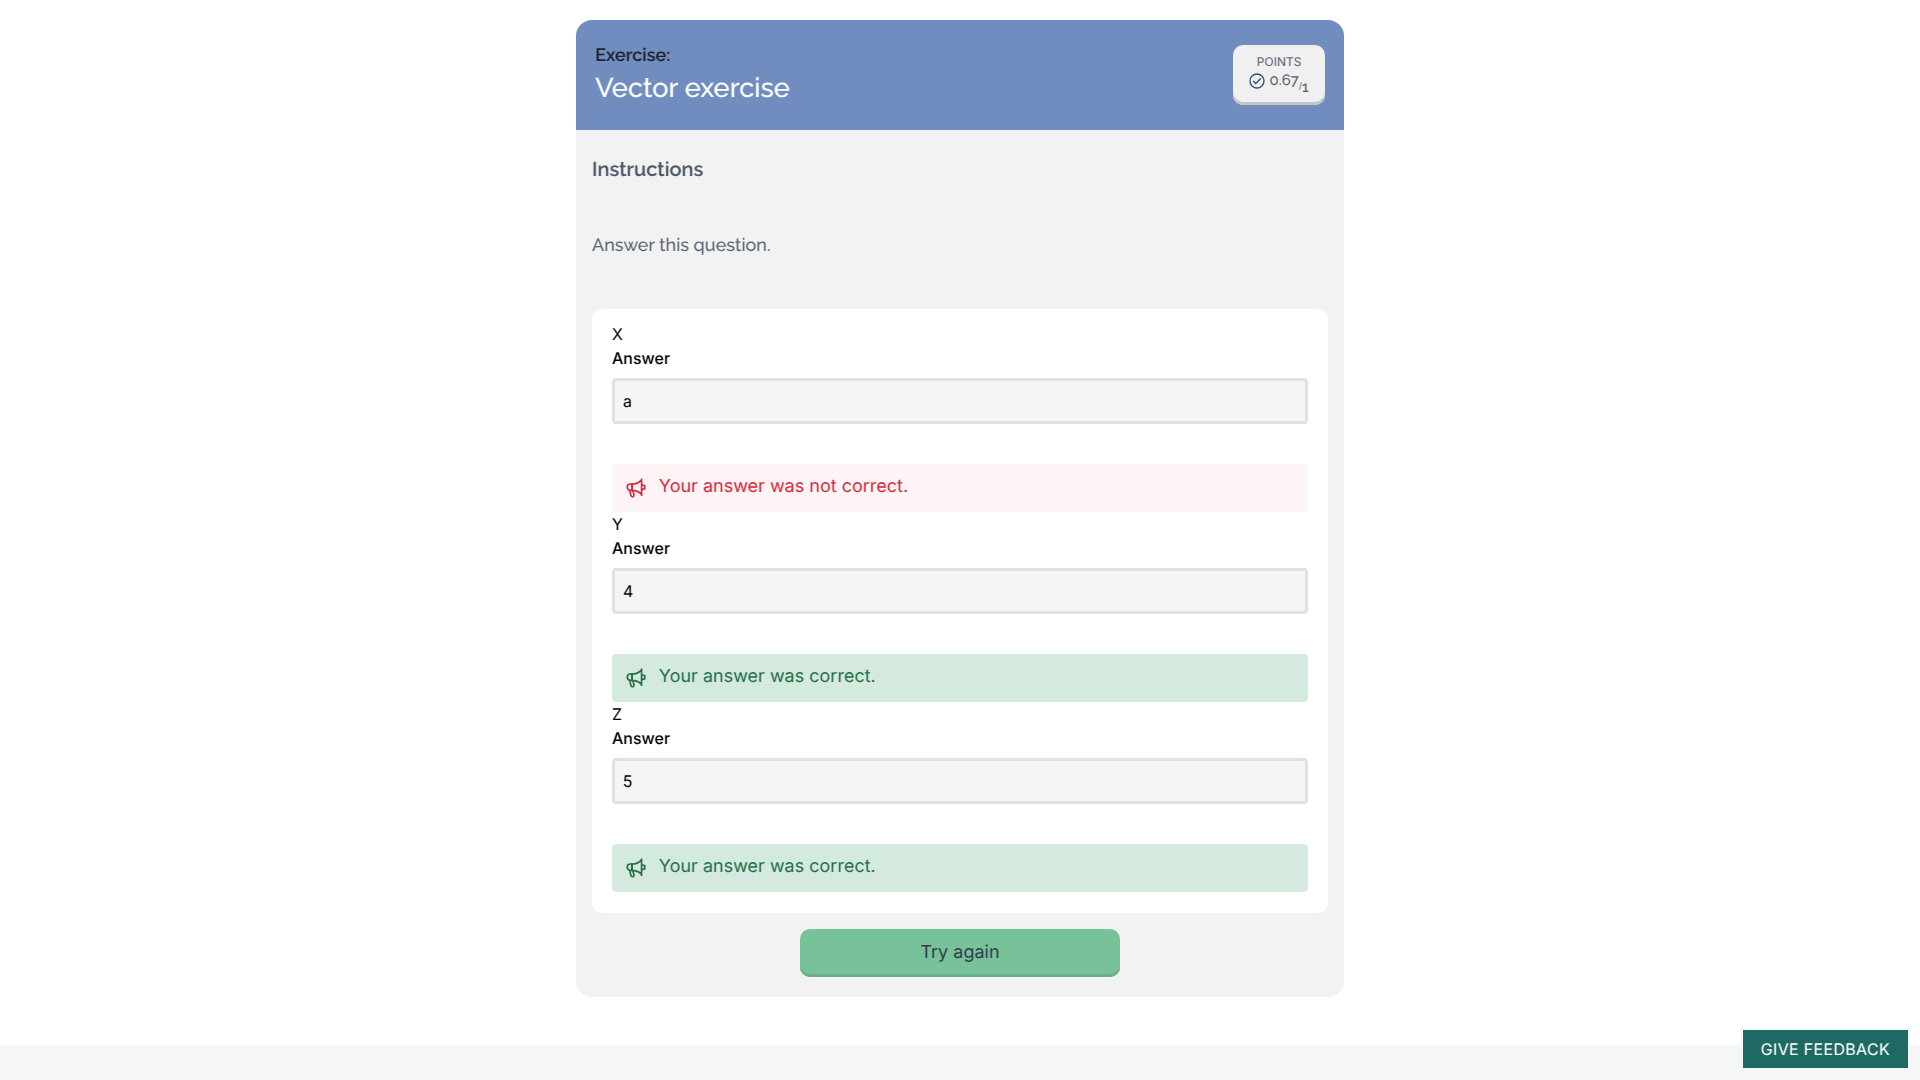 Exercise:
Vector exercise
POINTS
0.67/1
Instructions
Answer this question.
X
Answer
a
Your answer was not correct.
Y
Answer
4
Your answer was correct.
Z
Answer
5
Your answer was correct.
Try again
GIVE FEEDBACK